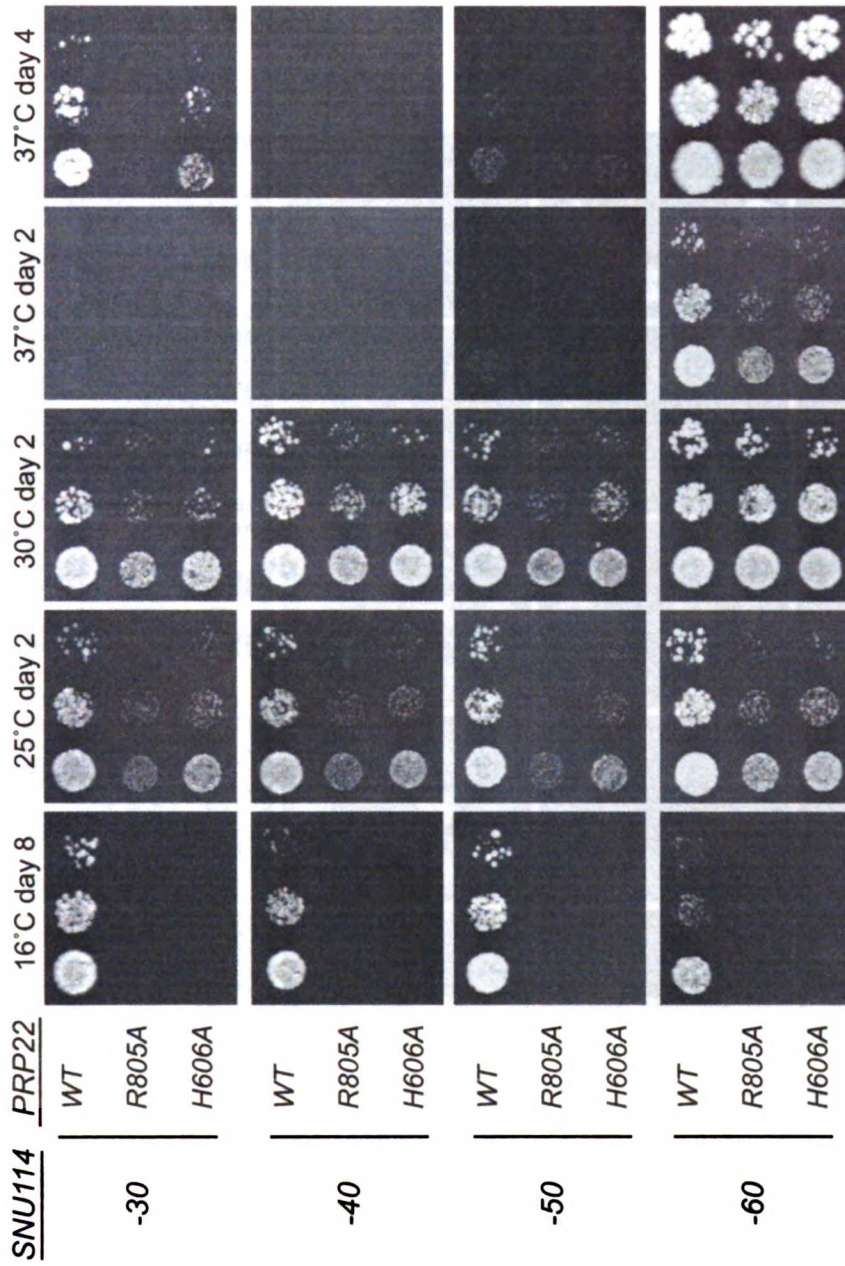 SNU114 PRP22 16°C day 8 25°C day 2 30°C day 2 37°C day 2 37°C day 4
-30
WT
R805A
H606A
-40
WT
R805A
H606A
-50
WT
R805A
H606A
-60
WT
R805A
H606A